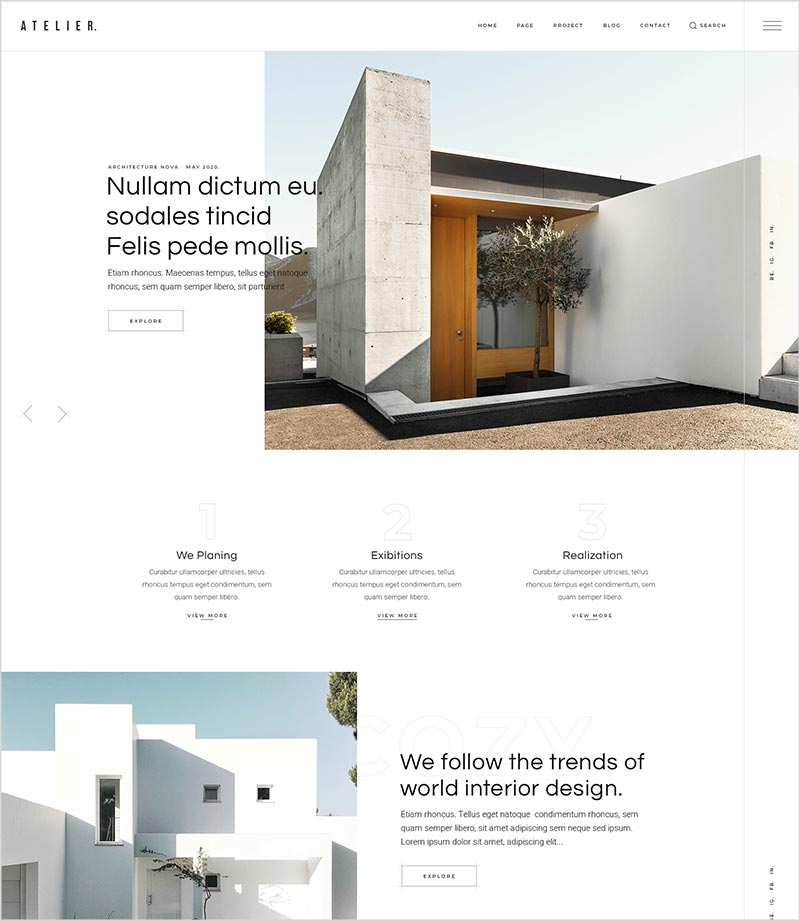 ATELIER.
HOME PAGE PROJECT BLOG CONTACT SEARCH
ARCHITECTURE NOVA MAY 2020.
Nullam dictum eu.
sodales tincid
Felis pede mollis.
Etiam rhoncus. Maecenas tempus, tellus eget natoque
rhoncus, sem quam semper libero, sit parturient
EXPLORE
BE. IG. FB. IN.
1
We Planing
Curabitur ullamcorper ultricies, tellus
rhoncus tempus eget condimentum, sem
quam semper libero.
VIEW MORE
2
Exibitions
Curabitur ullamcorper ultricies, tellus
rhoncus tempus eget condimentum, sem
quam semper libero.
VIEW MORE
3
Realization
Curabitur ullamcorper ultricies, tellus
rhoncus tempus eget condimentum, sem
quam semper libero.
VIEW MORE
COZY
We follow the trends of
world interior design.
Etiam rhoncus. Tellus eget natoque condimentum rhoncus, sem
quam semper libero, sit amet adipiscing sem neque sed ipsum.
Lorem ipsum dolor sit amet, adipiscing elit...
EXPLORE
BE. IG. FB. IN.